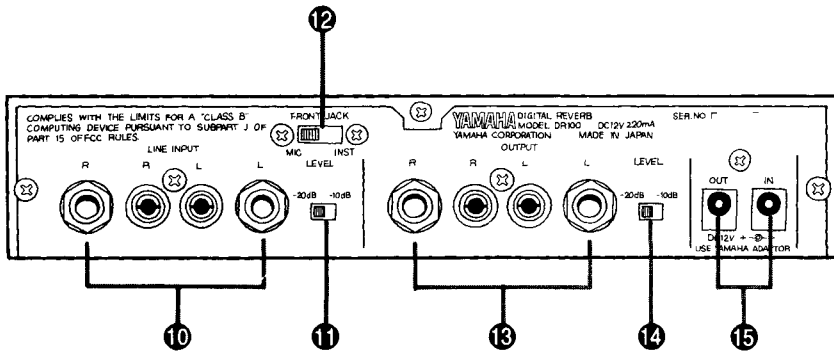 ⑫
COMPLIES WITH THE LIMITS FOR A "CLASS B"
COMPUTING DEVICE PURSUANT TO SUBPART J OF
PART 15 OF FCC RULES.
FRONT JACK
MIC INST
YAMAHA DIGITAL REVERB
MODEL DR100 DC12V 220mA
YAMAHA CORPORATION MADE IN JAPAN
SER.NO
LINE INPUT
R R L L
LEVEL
-20dB -10dB
OUTPUT
R R L L
LEVEL
-20dB -10dB
OUT IN
DC12V + -
USE YAMAHA ADAPTOR
⑩ ⑪ ⑬ ⑭ ⑮